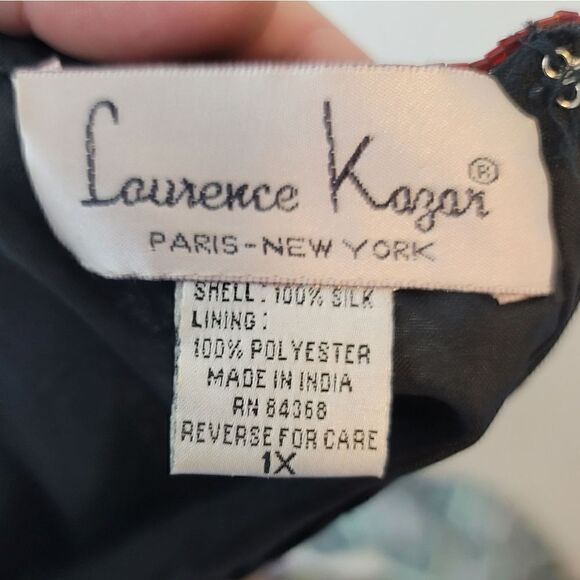 Laurence Kazar®
PARIS-NEW YORK
SHELL: 100% SILK
LINING:
100% POLYESTER
MADE IN INDIA
RN 84368
REVERSE FOR CARE
1X